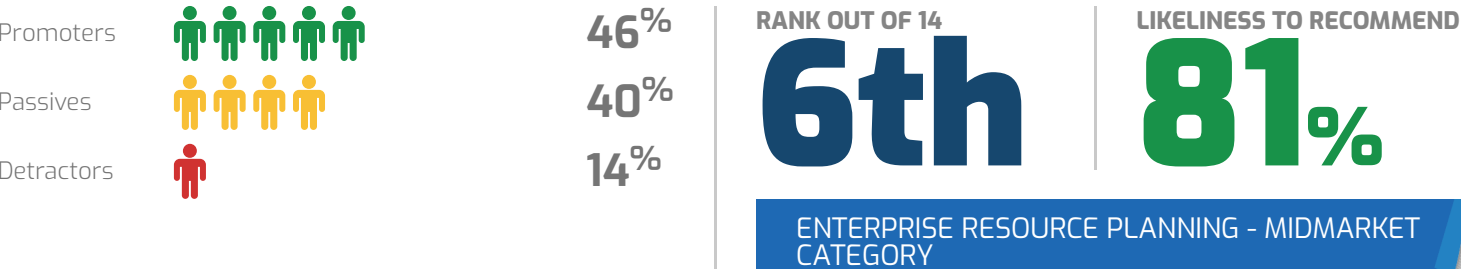 Promoters 46%
Passives 40%
Detractors 14%
RANK OUT OF 14
6th
LIKELINESS TO RECOMMEND
81%
ENTERPRISE RESOURCE PLANNING - MIDMARKET
CATEGORY